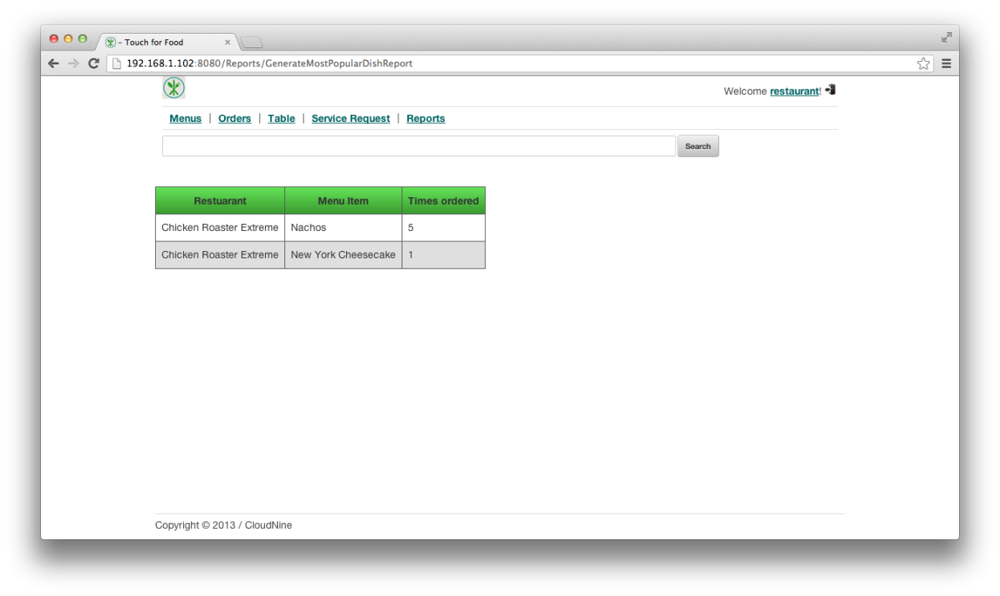 – Touch for Food
192.168.1.102:8080/Reports/GenerateMostPopularDishReport
Welcome restaurant!
Menus | Orders | Table | Service Request | Reports
Search
Restuarant Menu Item Times ordered
Chicken Roaster Extreme Nachos 5
Chicken Roaster Extreme New York Cheesecake 1
Copyright © 2013 / CloudNine